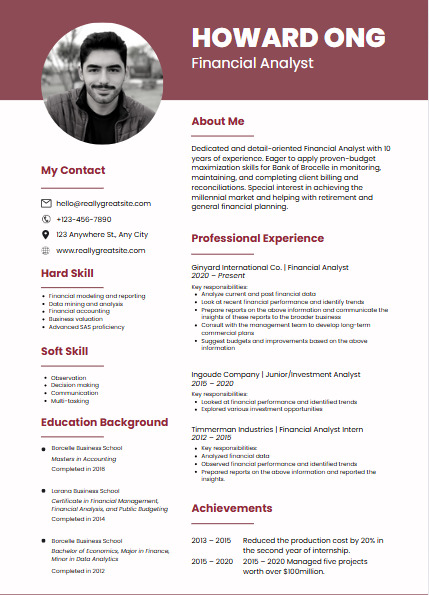 HOWARD ONG
Financial Analyst
My Contact
hello@reallygreatsite.com
+123-456-7890
123 Anywhere St., Any City
www.reallygreatsite.com
Hard Skill
Financial modeling and reporting
Data mining and analysis
Financial accounting
Business valuation
Advanced SAS proficiency
Soft Skill
Observation
Decision making
Communication
Multi-tasking
Education Background
Borcelle Business School
Masters in Accounting
Completed in 2016
Larana Business School
Certificate in Financial Management,
Financial Analysis, and Public Budgeting
Completed in 2014
Borcelle Business School
Bachelor of Economics, Major in Finance,
Minor in Data Analytics
Completed in 2012
About Me
Dedicated and detail-oriented Financial Analyst with 10
years of experience. Eager to apply proven-budget
maximization skills for Bank of Brocelle in monitoring,
maintaining, and completing client billing and
reconciliations. Special interest in achieving the
millennial market and helping with retirement and
general financial planning.
Professional Experience
Ginyard International Co. | Financial Analyst
2020 – Present
Key responsibilities:
Analyze current and past financial data
Look at recent financial performance and identify trends
Prepare reports on the above information and communicate the
insights of these reports to the broader business
Consult with the management team to develop long-term
commercial plans
Suggest budgets and improvements based on the above
information
Ingoude Company | Junior/Investment Analyst
2015 – 2020
Key responsibilities:
Looked at financial performance and identified trends
Explored various investment opportunities
Timmerman Industries | Financial Analyst Intern
2012 – 2015
Key responsibilities:
Analyzed financial data
Observed financial performance and identified trends
Prepared reports on the above information and reported the
insights.
Achievements
2013 – 2015 Reduced the production cost by 20% in
the second year of internship.
2015 – 2020 2015 – 2020 Managed five projects
worth over $100million.